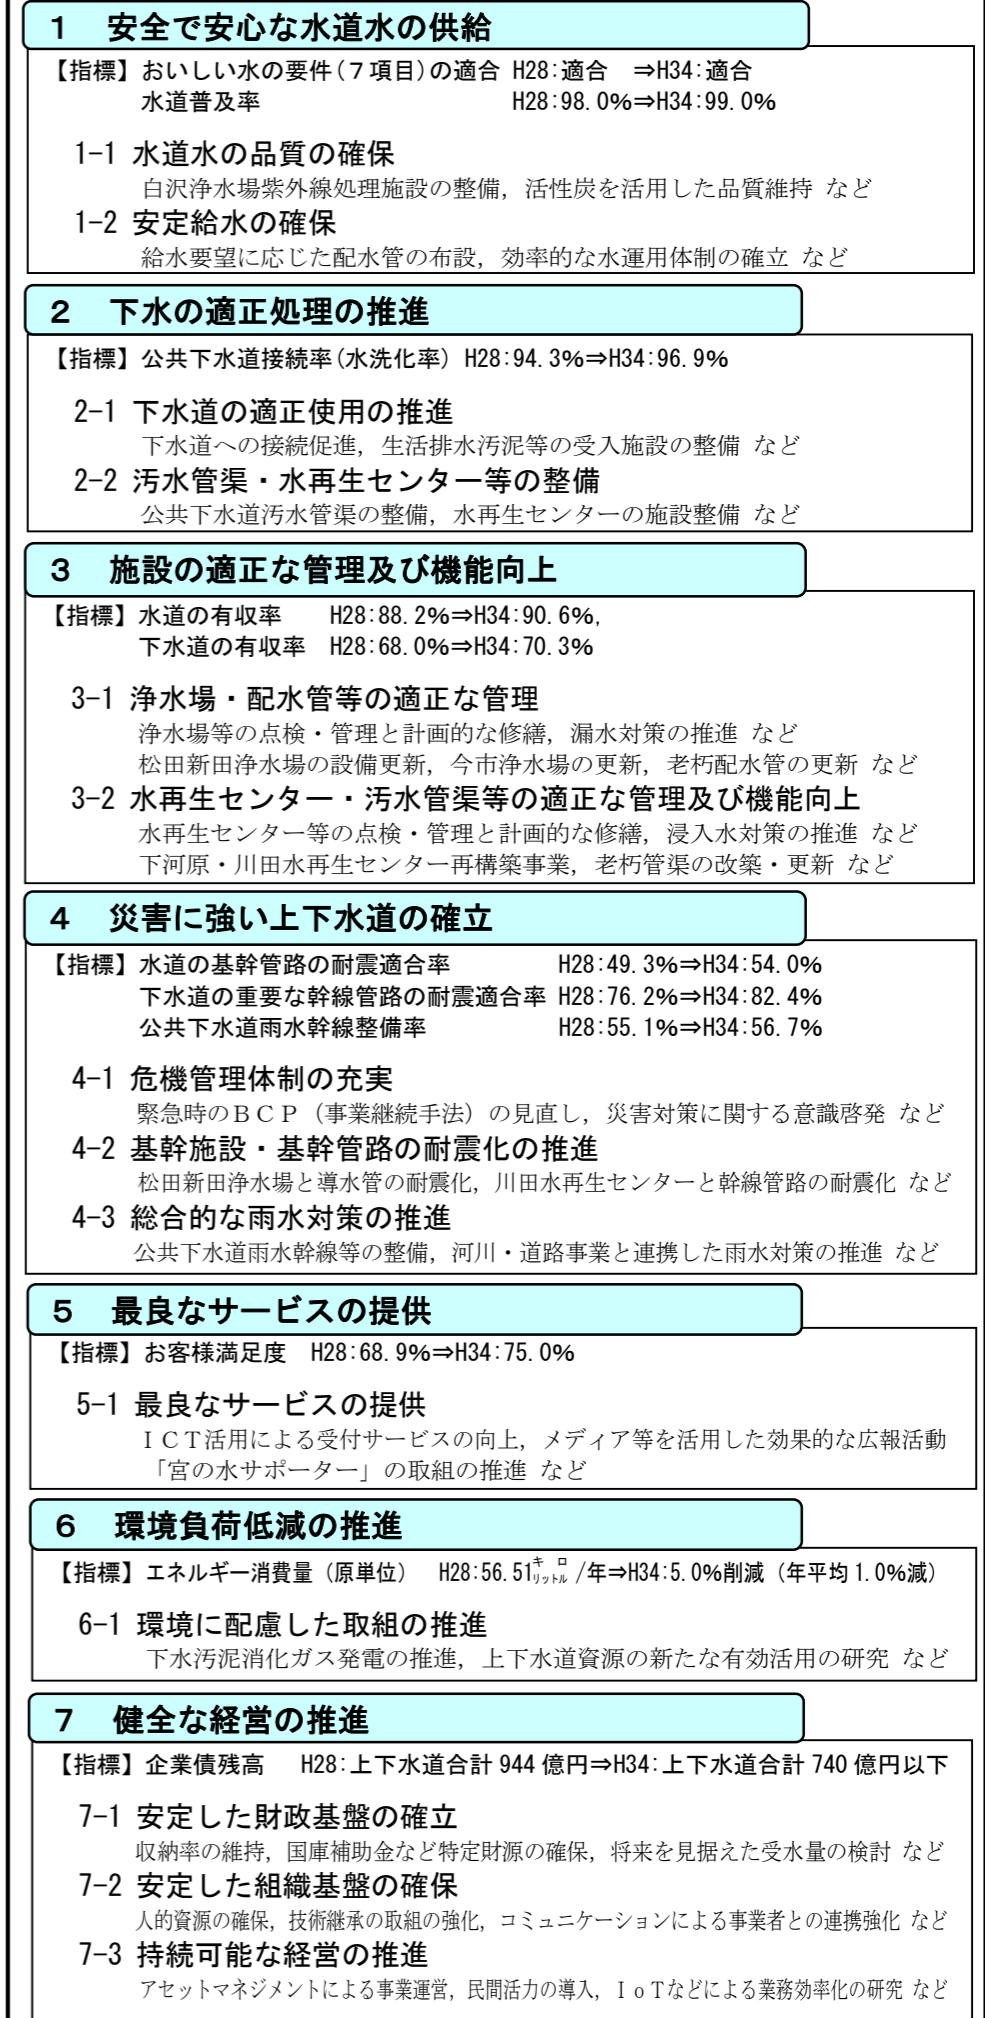 １　安全で安心な水道水の供給
【指標】おいしい水の要件(７項目)の適合 H28:適合　⇒H34:適合
水道普及率　H28:98.0%⇒H34:99.0%
1-1 水道水の品質の確保
白沢浄水場紫外線処理施設の整備，活性炭を活用した品質維持 など
1-2 安定給水の確保
給水要望に応じた配水管の布設，効率的な水運用体制の確立 など
２　下水の適正処理の推進
【指標】公共下水道接続率(水洗化率) H28:94.3%⇒H34:96.9%
2-1 下水道の適正使用の推進
下水道への接続促進，生活排水汚泥等の受入施設の整備 など
2-2 汚水管渠・水再生センター等の整備
公共下水道汚水管渠の整備，水再生センターの施設整備 など
３　施設の適正な管理及び機能向上
【指標】水道の有収率　H28:88.2%⇒H34:90.6%,
下水道の有収率　H28:68.0%⇒H34:70.3%
3-1 浄水場・配水管等の適正な管理
浄水場等の点検・管理と計画的な修繕，漏水対策の推進 など
松田新田浄水場の設備更新，今市浄水場の更新，老朽配水管の更新 など
3-2 水再生センター・汚水管渠等の適正な管理及び機能向上
水再生センター等の点検・管理と計画的な修繕，浸入水対策の推進 など
下河原・川田水再生センター再構築事業，老朽管渠の改築・更新 など
４　災害に強い上下水道の確立
【指標】水道の基幹管路の耐震適合率　H28:49.3%⇒H34:54.0%
下水道の重要な幹線管路の耐震適合率 H28:76.2%⇒H34:82.4%
公共下水道雨水幹線整備率　H28:55.1%⇒H34:56.7%
4-1 危機管理体制の充実
緊急時のＢＣＰ（事業継続手法）の見直し，災害対策に関する意識啓発 など
4-2 基幹施設・基幹管路の耐震化の推進
松田新田浄水場と導水管の耐震化，川田水再生センターと幹線管路の耐震化 など
4-3 総合的な雨水対策の推進
公共下水道雨水幹線等の整備，河川・道路事業と連携した雨水対策の推進 など
５　最良なサービスの提供
【指標】お客様満足度　H28:68.9%⇒H34:75.0%
5-1 最良なサービスの提供
ＩＣＴ活用による受付サービスの向上，メディア等を活用した効果的な広報活動
「宮の水サポーター」の取組の推進 など
６　環境負荷低減の推進
【指標】エネルギー消費量（原単位）　H28:56.51キロリットル/年⇒H34:5.0%削減（年平均1.0%減）
6-1 環境に配慮した取組の推進
下水汚泥消化ガス発電の推進，上下水道資源の新たな有効活用の研究 など
７　健全な経営の推進
【指標】企業債残高　H28:上下水道合計944億円⇒H34:上下水道合計740億円以下
7-1 安定した財政基盤の確立
収納率の維持，国庫補助金など特定財源の確保，将来を見据えた受水量の検討 など
7-2 安定した組織基盤の確保
人的資源の確保，技術継承の取組の強化，コミュニケーションによる事業者との連携強化 など
7-3 持続可能な経営の推進
アセットマネジメントによる事業運営，民間活力の導入，ＩｏＴなどによる業務効率化の研究 など